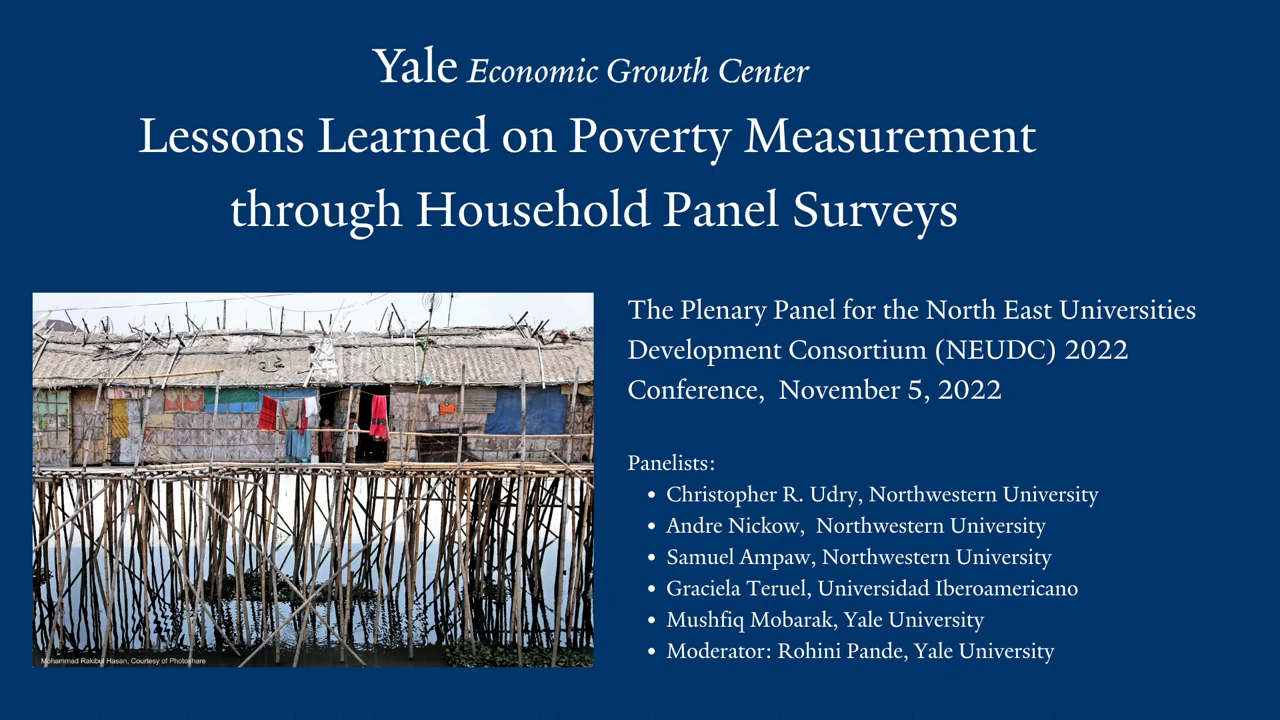 Yale Economic Growth Center
Lessons Learned on Poverty Measurement
through Household Panel Surveys
The Plenary Panel for the North East Universities
Development Consortium (NEUDC) 2022
Conference,  November 5, 2022
Panelists:
• Christopher R. Udry, Northwestern University
• Andre Nickow,  Northwestern University
• Samuel Ampaw, Northwestern University
• Graciela Teruel, Universidad Iberoamericano
• Mushfiq Mobarak, Yale University
• Moderator: Rohini Pande, Yale University
Mohammad Rakibul Hasan, Courtesy of Photoshare